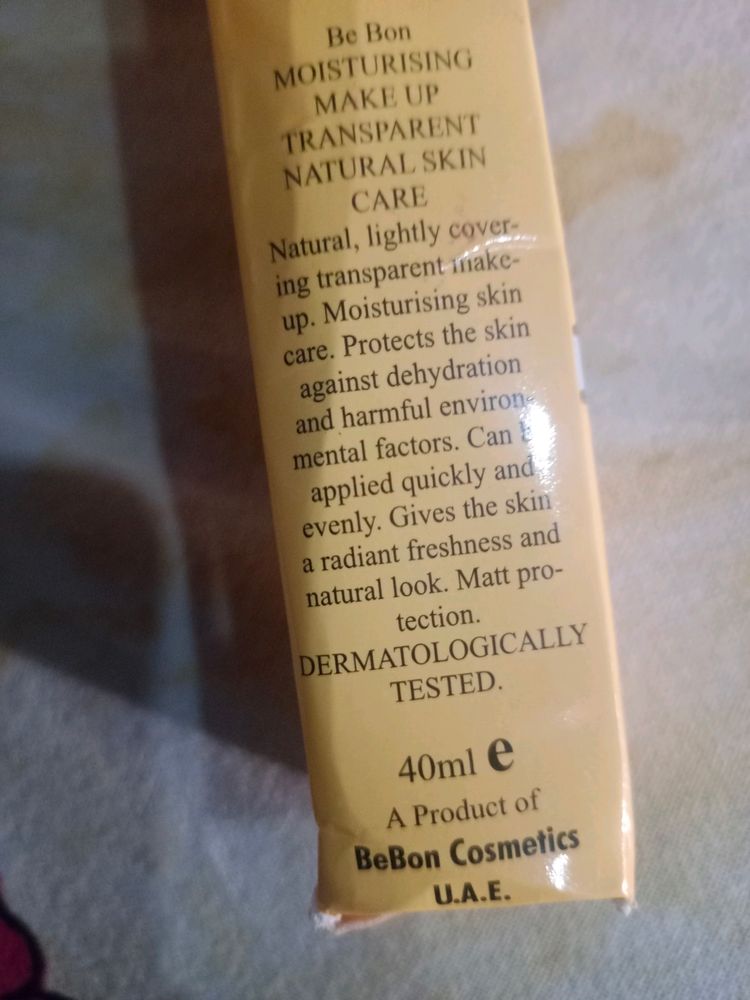 Be Bon
MOISTURISING
MAKE UP
TRANSPARENT
NATURAL SKIN
CARE
Natural, lightly cover-
ing transparent make-
up. Moisturising skin
care. Protects the skin
against dehydration
and harmful environ-
mental factors. Can
applied quickly and
evenly. Gives the skin
a radiant freshness and
natural look. Matt pro-
tection.
DERMATOLOGICALLY
TESTED.
40ml e
A Product of
BeBon Cosmetics
U.A.E.